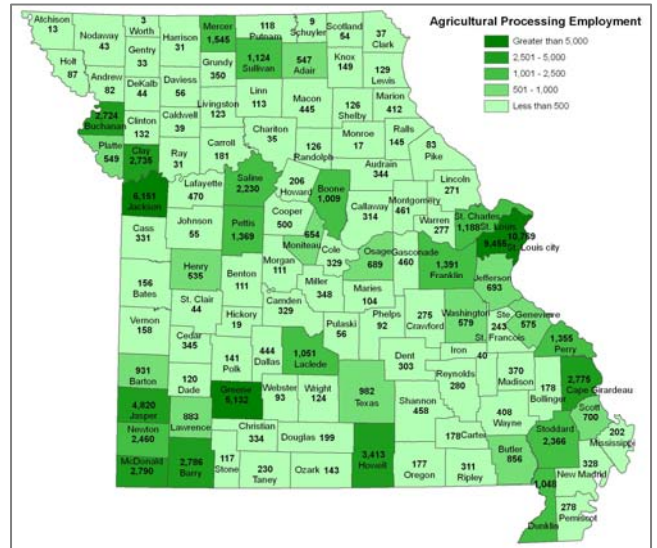 Agricultural Processing Employment
Greater than 5,000
2,501 - 5,000
1,001 - 2,500
501 - 1,000
Less than 500
Atchison
13
Nodaway
43
3
Worth
Harrison
31
Mercer
1,545
118
Putnam
9
Schuyler
Scotland
54
37
Clark
Holt
87
Gentry
33
Grundy
350
1,124
Sullivan
547
Adair
Knox
149
129
Lewis
Andrew
82
DeKalb
44
Daviess
56
Livingston
123
Linn
113
Macon
445
126
Shelby
Marion
412
2,724
Buchanan
Clinton
132
Caldwell
39
Chariton
35
Monroe
17
Ralls
145
Platte
549
Clay
2,735
Ray
31
Carroll
181
126
Randolph
Audrain
344
83
Pike
6,151
Jackson
Lafayette
470
Saline
2,230
206
Howard
Boone
1,009
Callaway
314
Montgomery
461
Lincoln
271
Warren
277
St. Charles
1,188
St. Louis
10,769
St. Louis city
Cass
331
Johnson
55
Pettis
1,369
Cooper
500
654
Moniteau
Cole
329
Osage
689
Gasconade
460
1,391
Franklin
Jefferson
693
156
Bates
Henry
535
Benton
111
Morgan
111
Miller
348
Maries
104
St. Clair
44
Hickory
19
Camden
329
Pulaski
56
Phelps
92
275
Crawford
Washington
579
Ste.
Genevieve
575
243
St. Francois
Vernon
158
Cedar
345
141
Polk
444
Dallas
1,051
Laclede
Dent
303
Iron
40
1,355
Perry
931
Barton
120
Dade
Greene
5,132
Webster
93
Wright
124
982
Texas
Reynolds
280
370
Madison
178
Bollinger
2,775
Cape Girardeau
4,820
Jasper
883
Lawrence
Christian
334
Douglas 199
Shannon
458
178
Carter
408
Wayne
Scott
700
Newton
2,460
Stoddard
2,366
202
Mississippi
McDonald
2,790
2,786
Barry
117
Stone
230
Taney
Ozark 143
3,413
Howell
177
Oregon
311
Ripley
Butler
856
328
New Madrid
1,048
Dunklin
278
Pemiscot